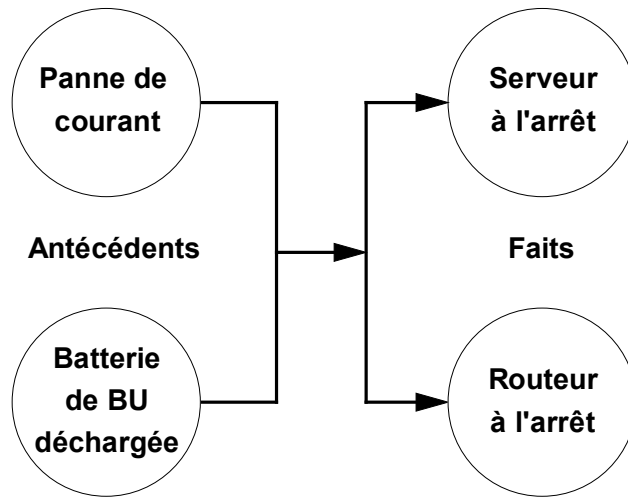 Panne de
courant
Serveur
à l'arrêt
Antécédents
Faits
Batterie
de BU
déchargée
Routeur
à l'arrêt